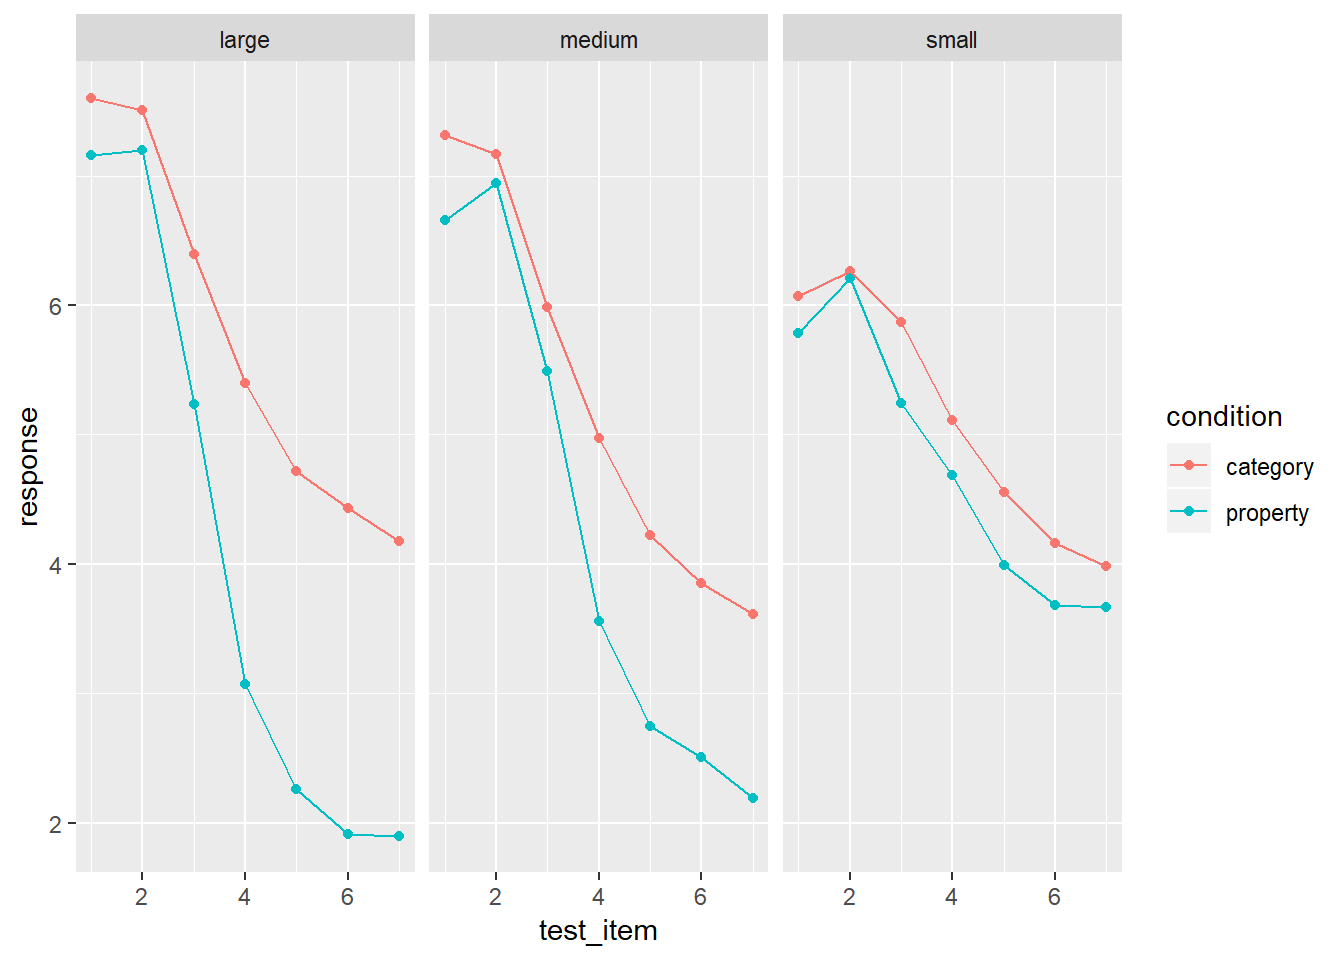 large
medium
small
6
4
2
response
2 4 6
2 4 6
2 4 6
test_item
condition
category
property